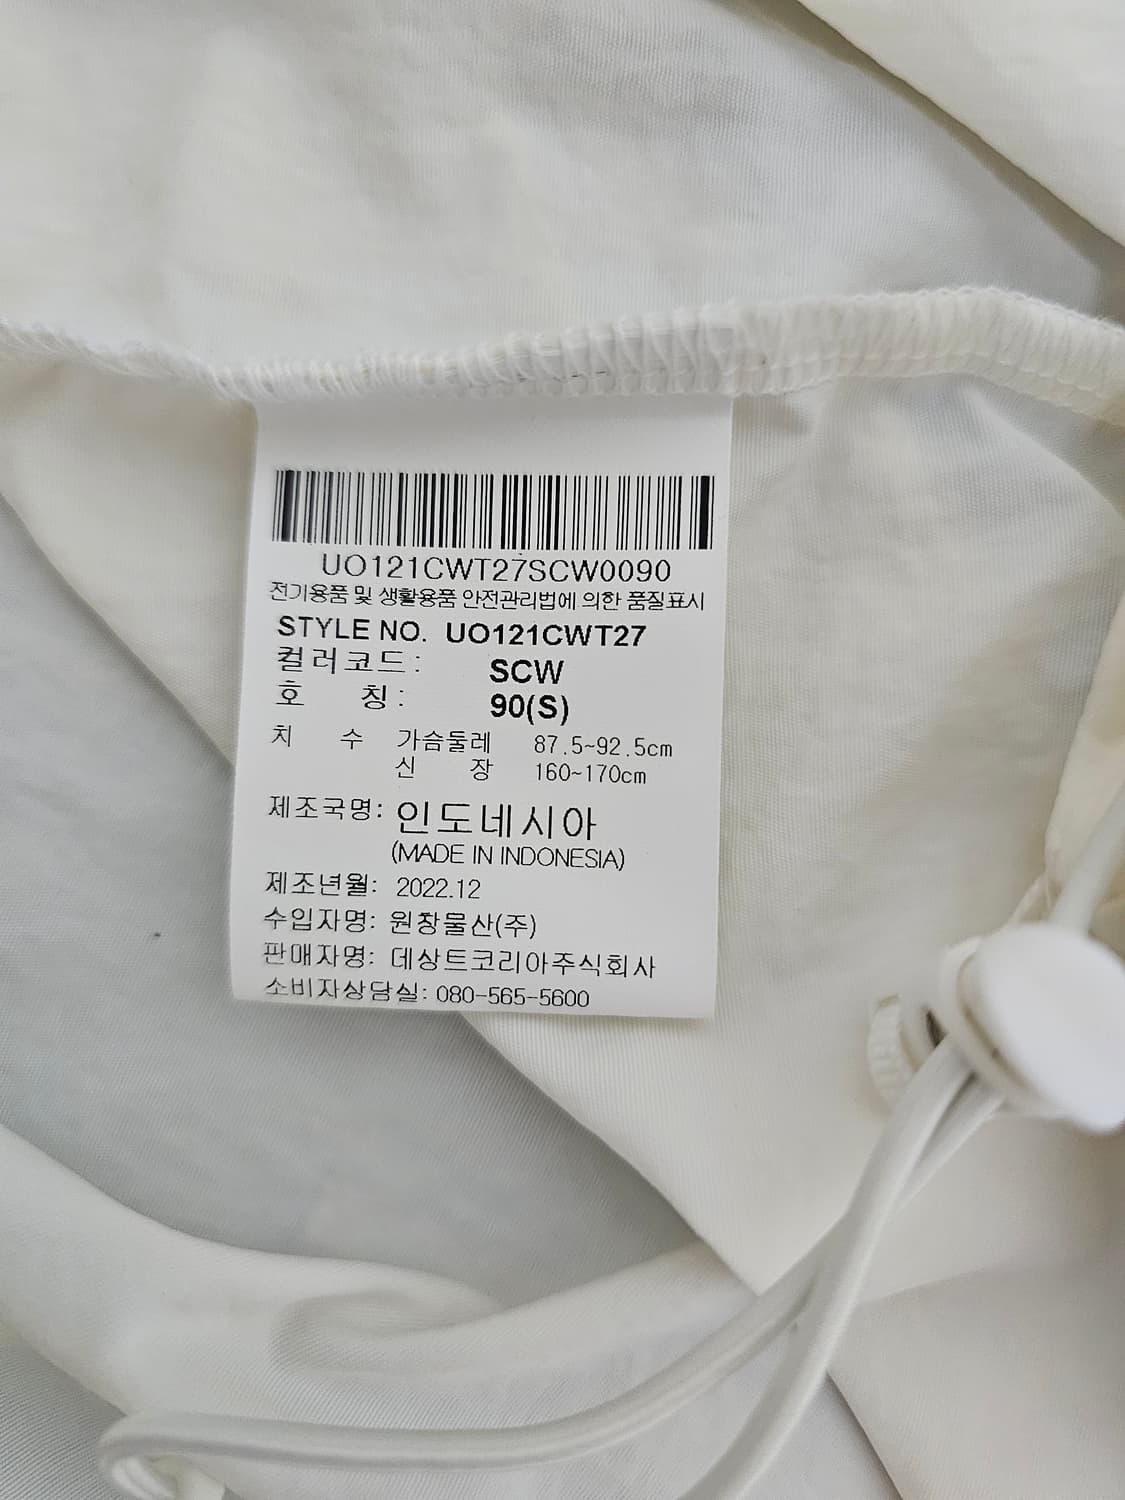 UO121CWT27SCW0090
전기용품 및 생활용품 안전관리법에 의한 품질표시
STYLE NO. UO121CWT27
컬러코드: SCW
호 칭: 90(S)
치 수 가슴둘레 87.5~92.5cm
신 장 160~170cm
제조국명: 인도네시아
(MADE IN INDONESIA)
제조년월: 2022.12
수입자명: 원창물산(주)
판매자명: 데상트코리아주식회사
소비자상담실: 080-565-5600